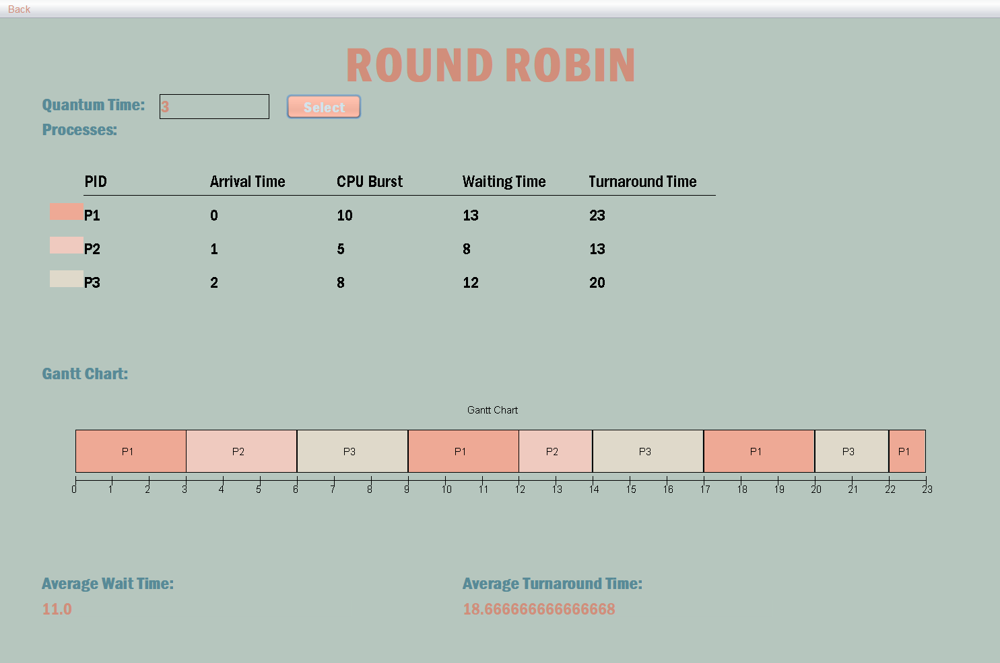 Back
ROUND ROBIN
Quantum Time: 3 Select
Processes:
PID Arrival Time CPU Burst Waiting Time Turnaround Time
P1 0 10 13 23
P2 1 5 8 13
P3 2 8 12 20
Gantt Chart:
Gantt Chart
P1 P2 P3 P1 P2 P3 P1 P3 P1
0 1 2 3 4 5 6 7 8 9 10 11 12 13 14 15 16 17 18 19 20 21 22 23
Average Wait Time: Average Turnaround Time:
11.0 18.666666666666668